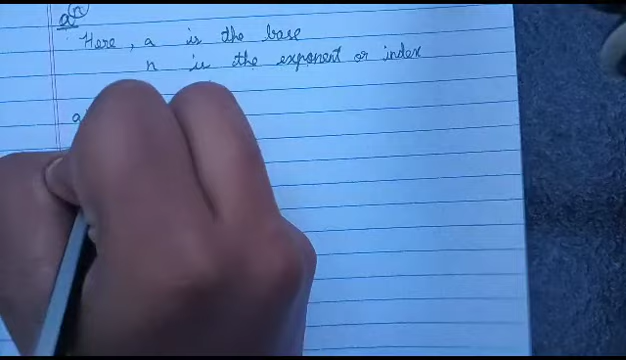 aⁿ
Here, a is the base
n is the exponent or index
a